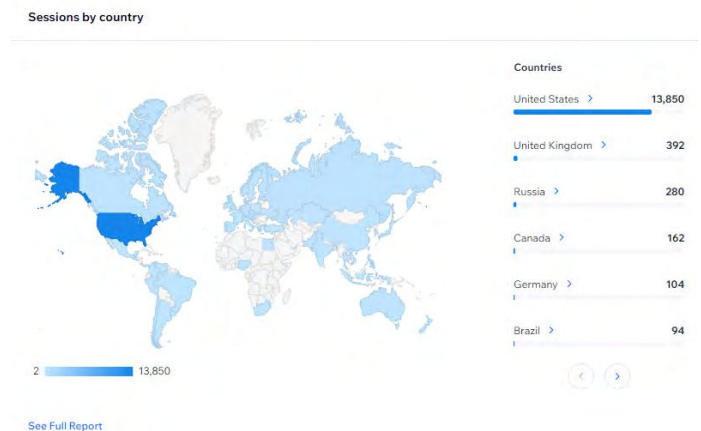 Sessions by country
Countries
United States > 13,850
United Kingdom > 392
Russia > 280
Canada > 162
Germany > 104
Brazil > 94
2 13,850
< >
See Full Report